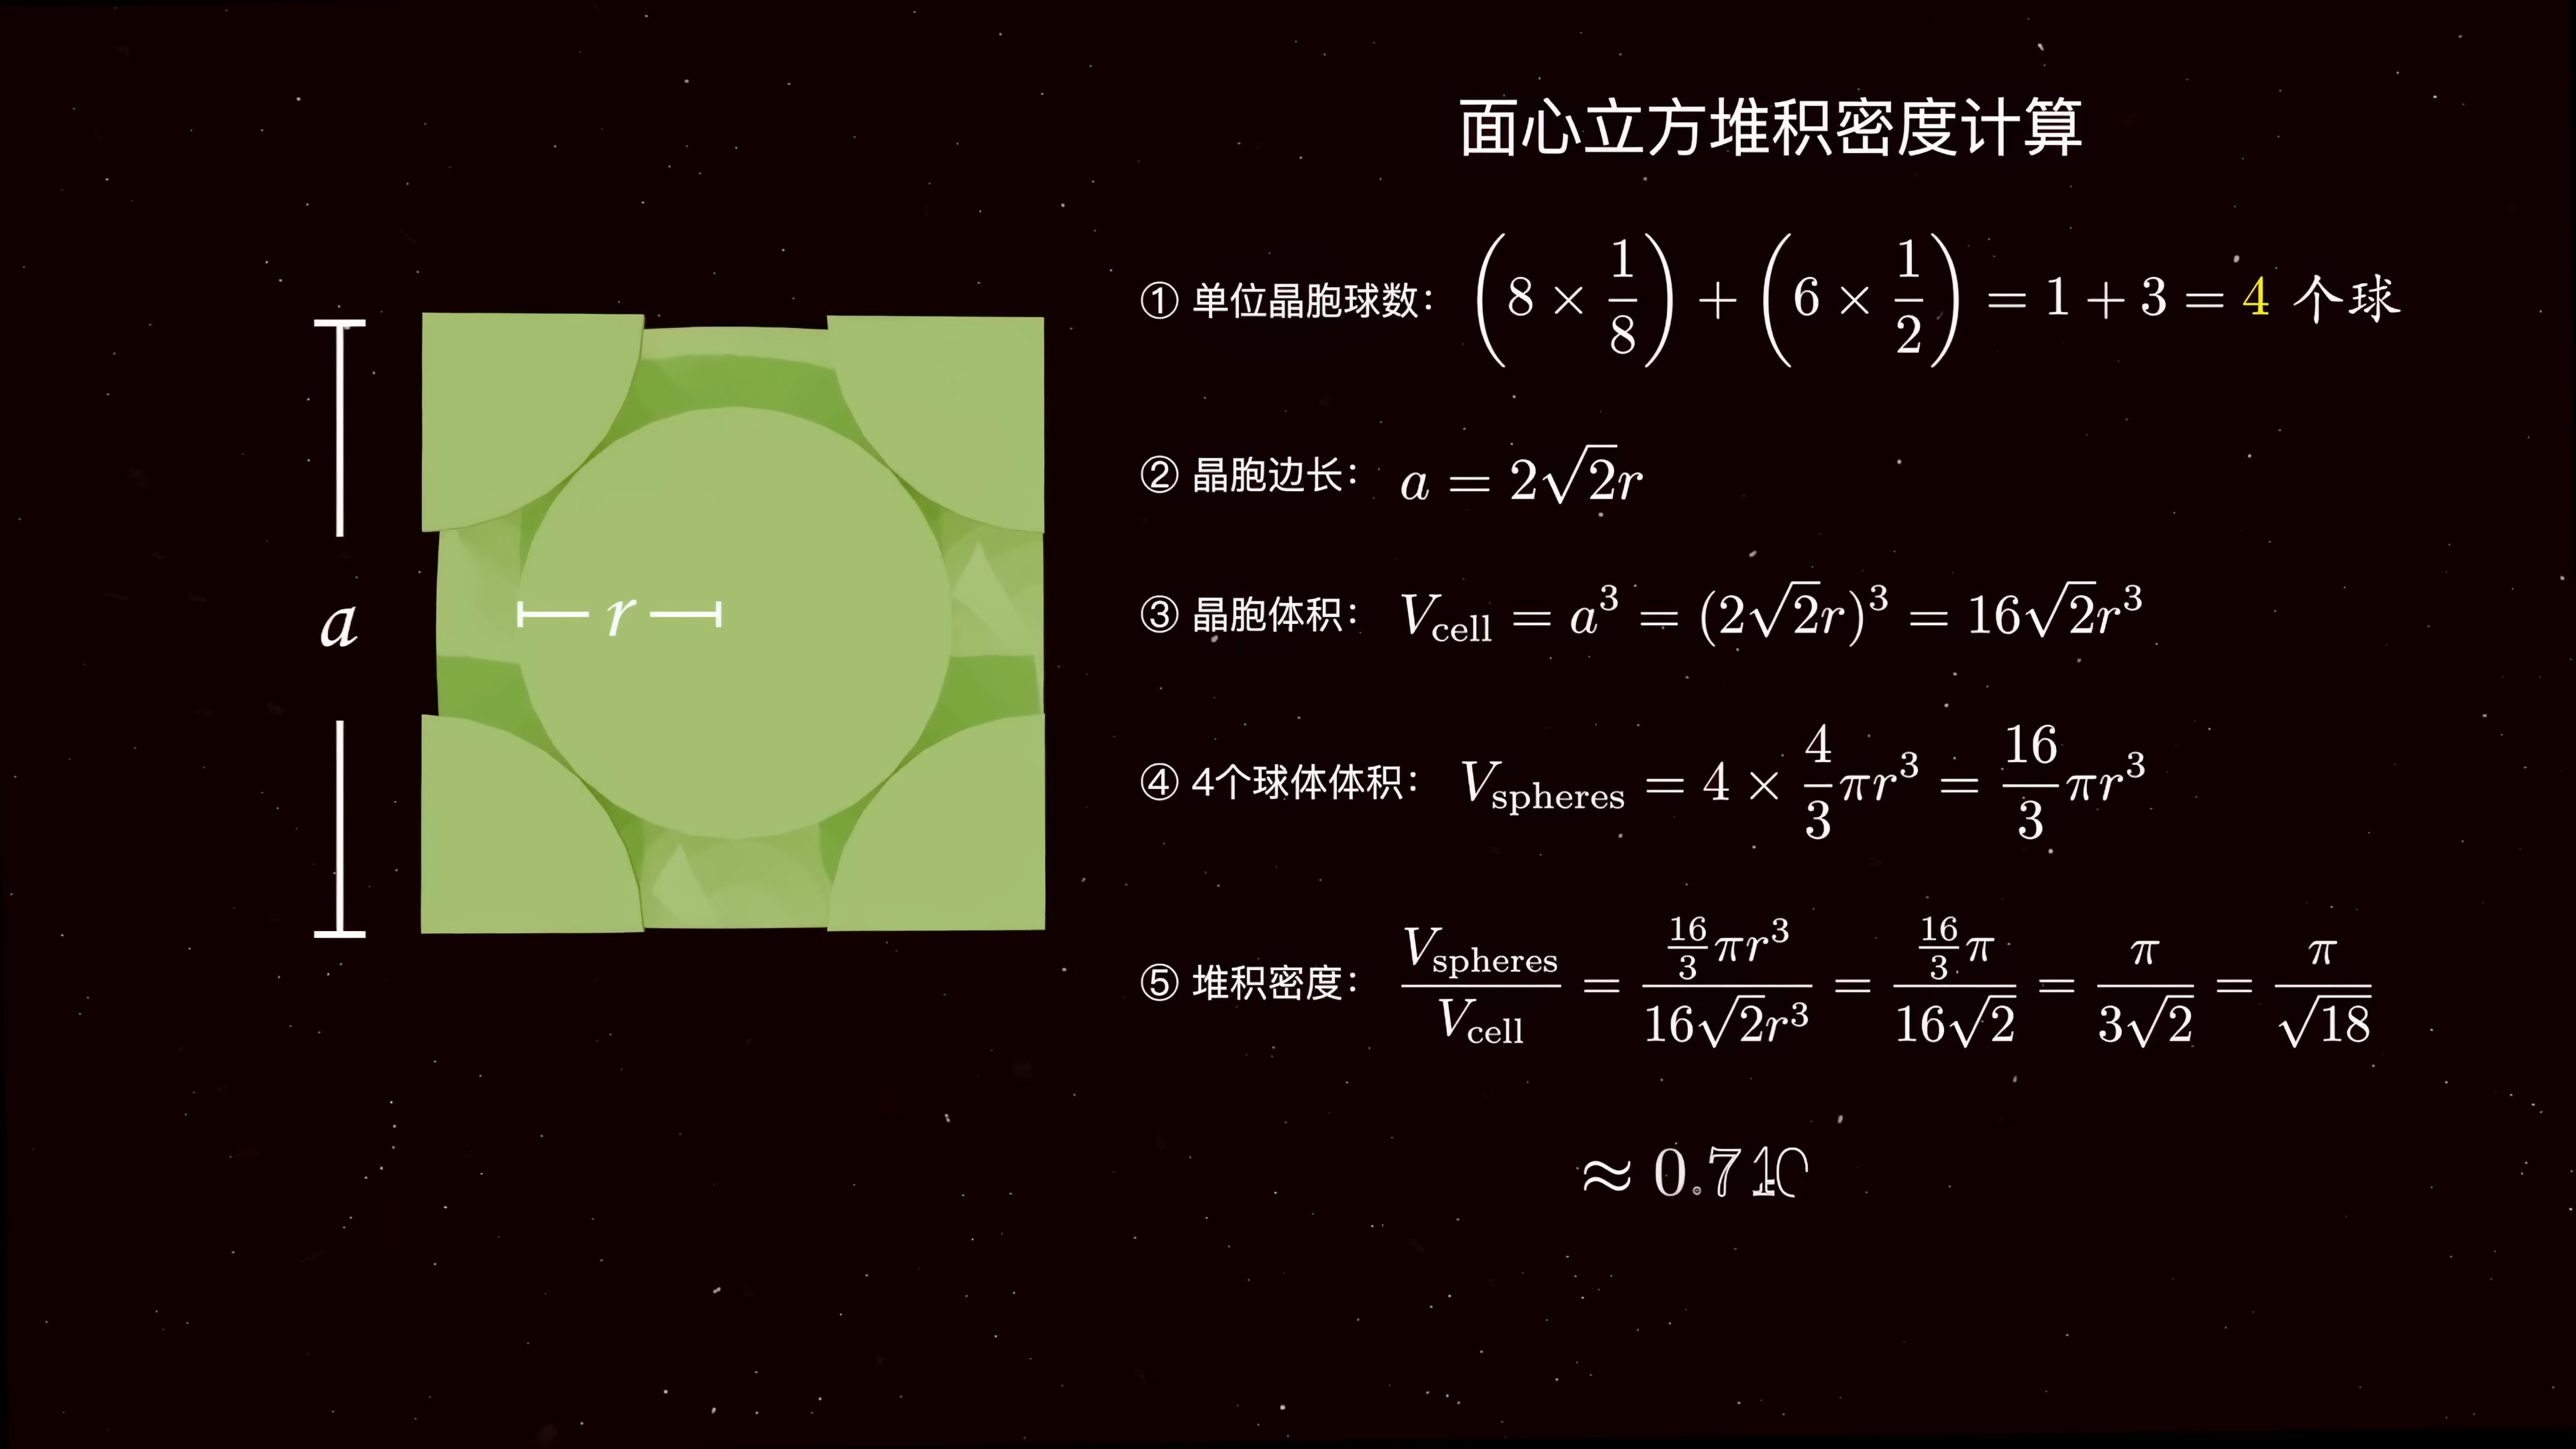 面心立方堆积密度计算
① 单位晶胞球数： (8 × 1/8) + (6 × 1/2) = 1 + 3 = 4 个球
② 晶胞边长： a = 2√2r
③ 晶胞体积： V_cell = a³ = (2√2r)³ = 16√2r³
a
r
④ 4个球体体积： V_spheres = 4 × 4/3 πr³ = 16/3 πr³
⑤ 堆积密度： V_spheres/V_cell = (16/3 πr³)/(16√2r³) = (16/3 π)/(16√2) = π/(3√2) = π/√18
≈ 0.7